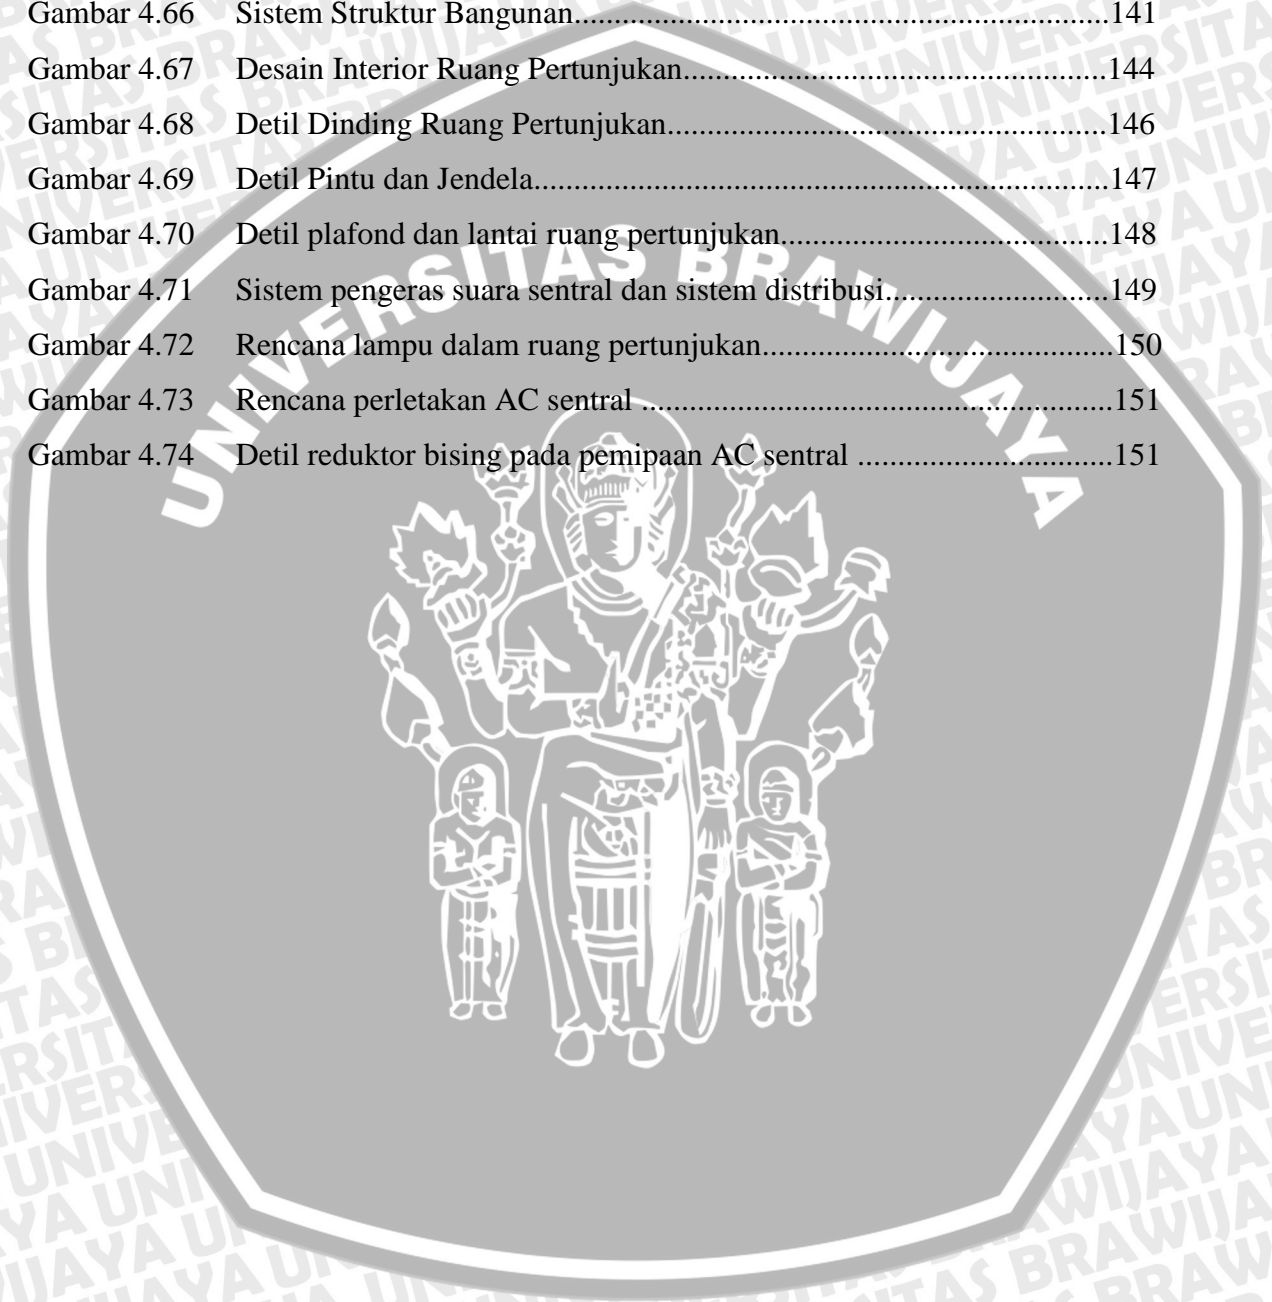 Gambar 4.66 Sistem Struktur Bangunan....................................................................141
Gambar 4.67 Desain Interior Ruang Pertunjukan......................................................144
Gambar 4.68 Detil Dinding Ruang Pertunjukan........................................................146
Gambar 4.69 Detil Pintu dan Jendela.........................................................................147
Gambar 4.70 Detil plafond dan lantai ruang pertunjukan..........................................148
Gambar 4.71 Sistem pengeras suara sentral dan sistem distribusi............................149
Gambar 4.72 Rencana lampu dalam ruang pertunjukan.............................................150
Gambar 4.73 Rencana perletakan AC sentral ............................................................151
Gambar 4.74 Detil reduktor bising pada pemipaan AC sentral ................................151
UNIVERSITAS BRAWIJAYA